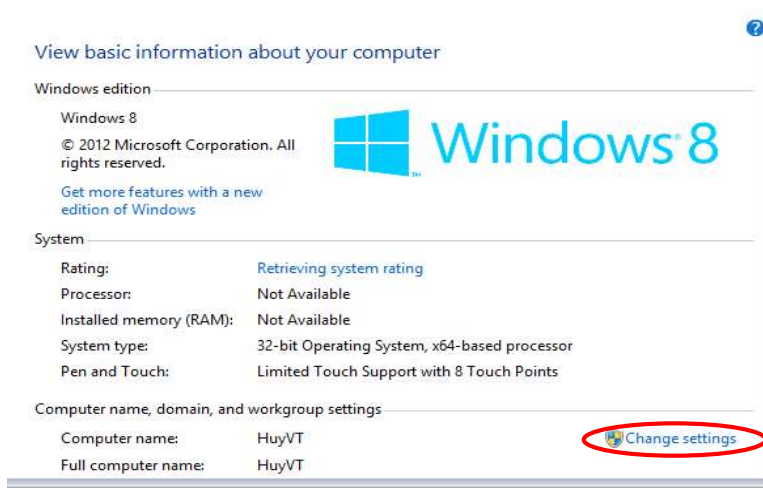 ?
View basic information about your computer
Windows edition
Windows 8
© 2012 Microsoft Corporation. All
rights reserved.
Windows 8
Get more features with a new
edition of Windows
System
Rating: Retrieving system rating
Processor: Not Available
Installed memory (RAM): Not Available
System type: 32-bit Operating System, x64-based processor
Pen and Touch: Limited Touch Support with 8 Touch Points
Computer name, domain, and workgroup settings
Computer name: HuyVT Change settings
Full computer name: HuyVT